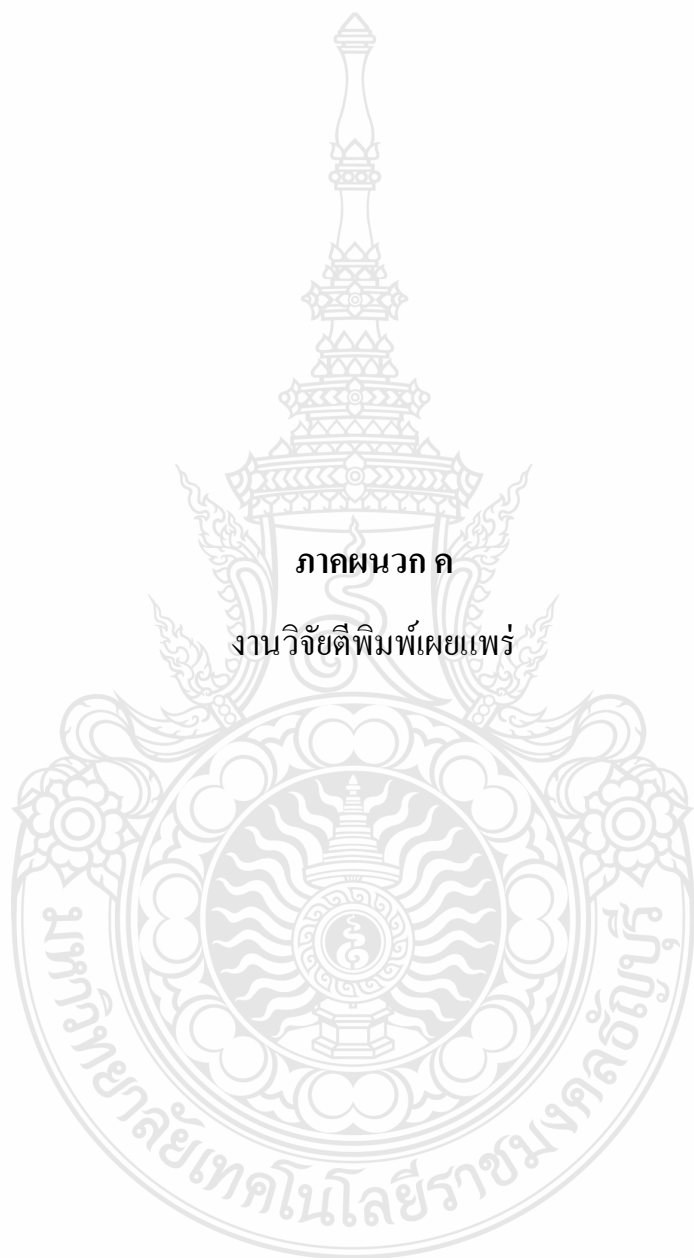 ภาคผนวก ค
งานวิจัยตีพิมพ์เผยแพร่
มหาวิทยาลัยเทคโนโลยีราชมงคลธัญบุรี